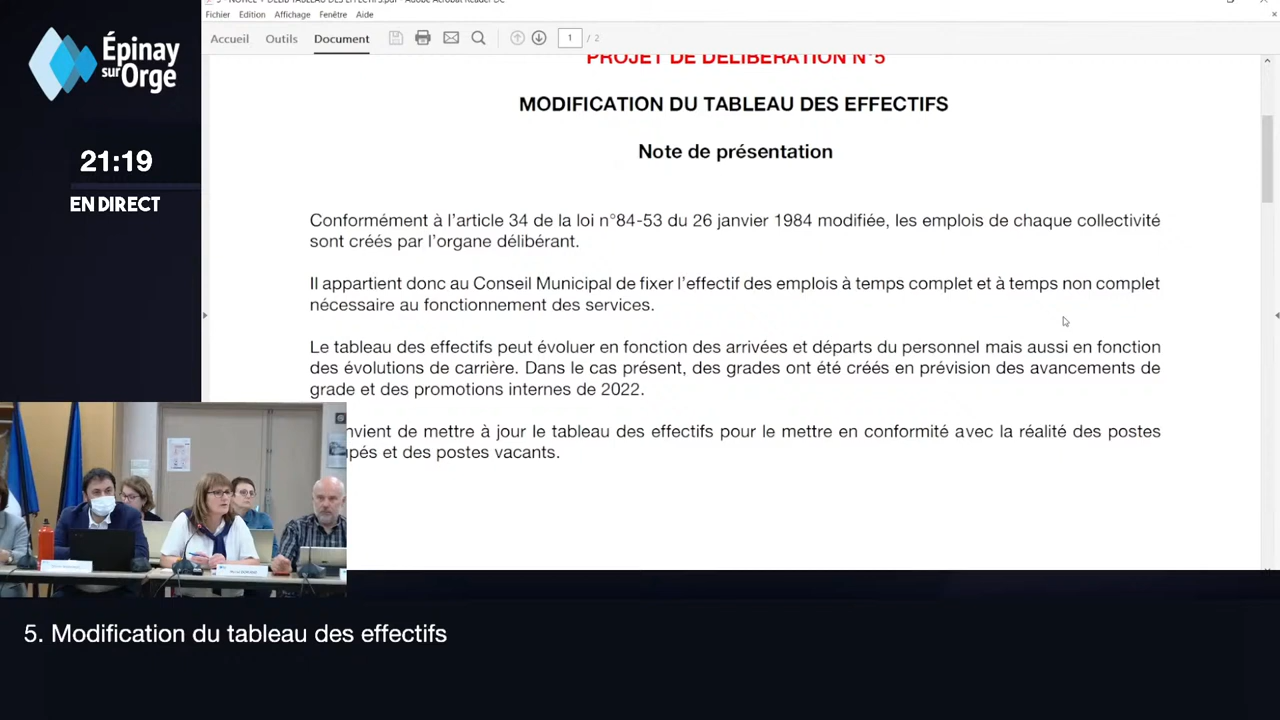 Épinay
sur
Orge
21:19
EN DIRECT
Fichier Edition Affichage Fenêtre Aide
Accueil Outils Document 1 / 2
PROJET DE DELIBERATION N°5
MODIFICATION DU TABLEAU DES EFFECTIFS
Note de présentation
Conformément à l’article 34 de la loi n°84-53 du 26 janvier 1984 modifiée, les emplois de chaque collectivité
sont créés par l’organe délibérant.
Il appartient donc au Conseil Municipal de fixer l’effectif des emplois à temps complet et à temps non complet
nécessaire au fonctionnement des services.
Le tableau des effectifs peut évoluer en fonction des arrivées et départs du personnel mais aussi en fonction
des évolutions de carrière. Dans le cas présent, des grades ont été créés en prévision des avancements de
grade et des promotions internes de 2022.
nvient de mettre à jour le tableau des effectifs pour le mettre en conformité avec la réalité des postes
pés et des postes vacants.
5. Modification du tableau des effectifs